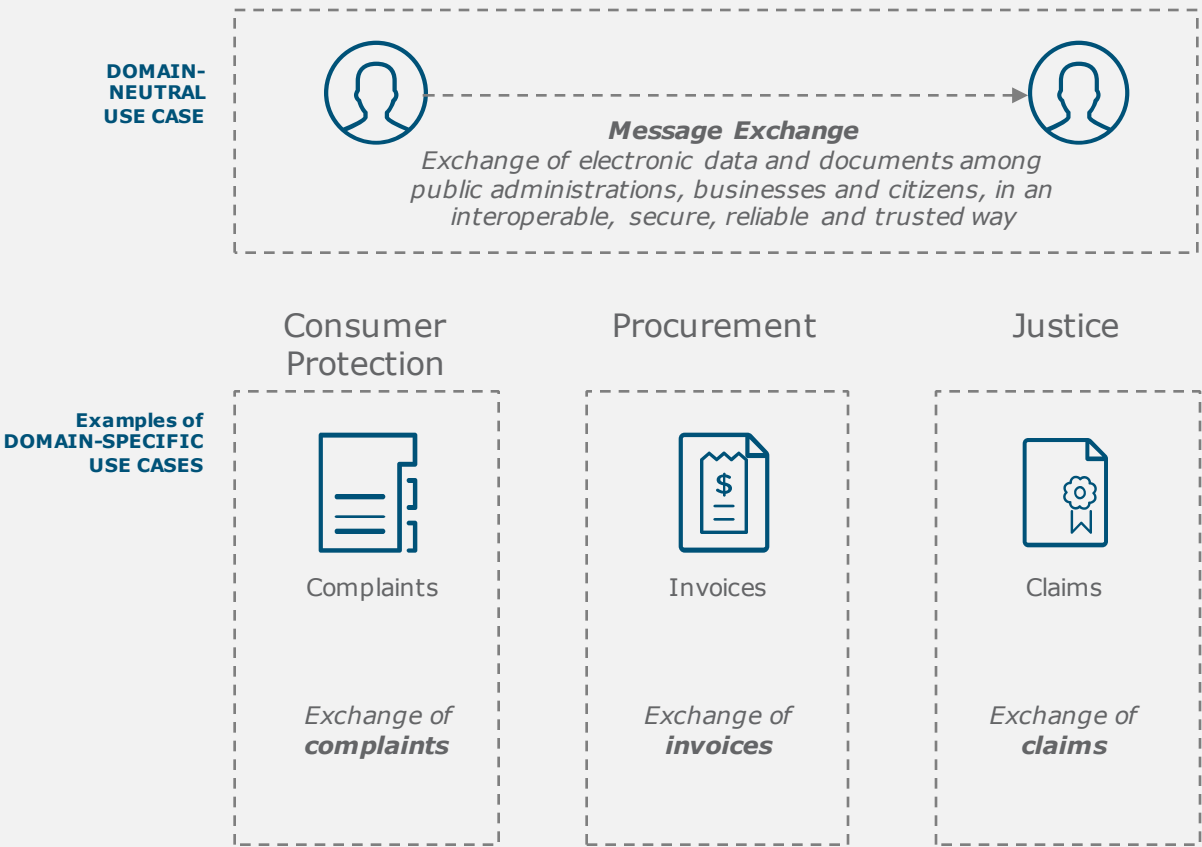 DOMAIN-
NEUTRAL
USE CASE
Message Exchange
Exchange of electronic data and documents among
public administrations, businesses and citizens, in an
interoperable, secure, reliable and trusted way
Consumer
Protection
Procurement
Justice
Examples of
DOMAIN-SPECIFIC
USE CASES
$
Complaints
Invoices
Claims
Exchange of
complaints
Exchange of
invoices
Exchange of
claims